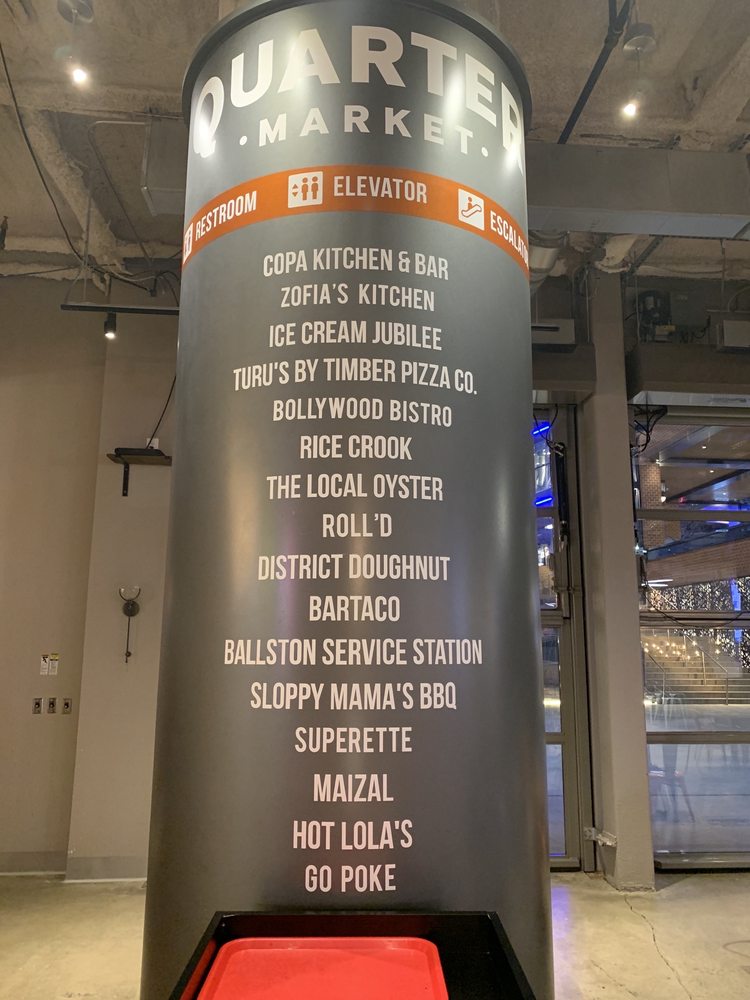 QUARTER
• MARKET •
RESTROOM ELEVATOR ESCALATO
COPA KITCHEN & BAR
ZOFIA'S KITCHEN
ICE CREAM JUBILEE
TURU'S BY TIMBER PIZZA CO.
BOLLYWOOD BISTRO
RICE CROOK
THE LOCAL OYSTER
ROLL'D
DISTRICT DOUGHNUT
BARTACO
BALLSTON SERVICE STATION
SLOPPY MAMA'S BBQ
SUPERETTE
MAIZAL
HOT LOLA'S
GO POKE